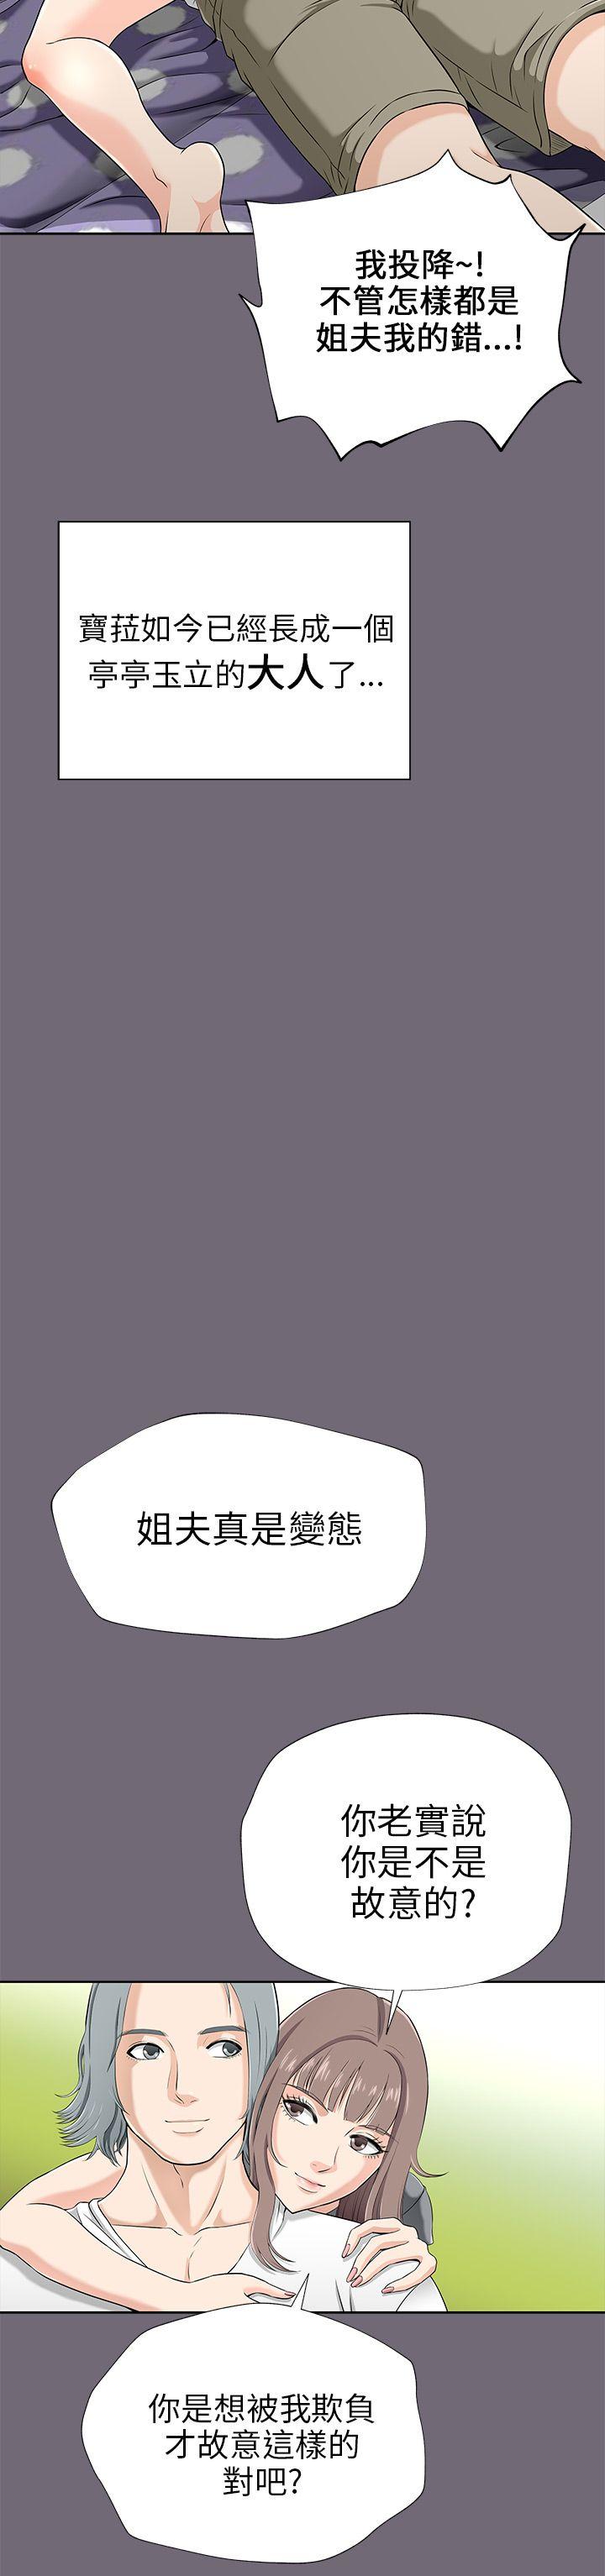 我投降~!
不管怎樣都是
姐夫我的錯...!
寶菈如今已經長成一個
亭亭玉立的大人了...
姐夫真是變態
你老實說
你是不是
故意的?
你是想被我欺負
才故意這樣的
對吧?